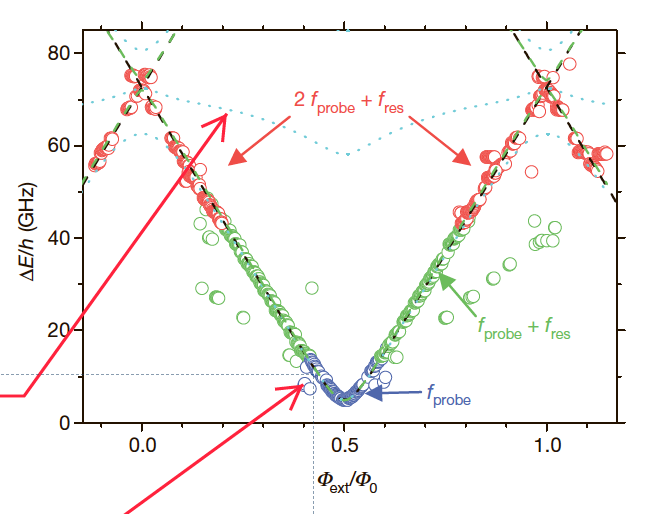 80
60
40
20
0
ΔE/h (GHz)
2 f_probe + f_res
f_probe + f_res
f_probe
0.0 0.5 1.0
Φ_ext/Φ_0